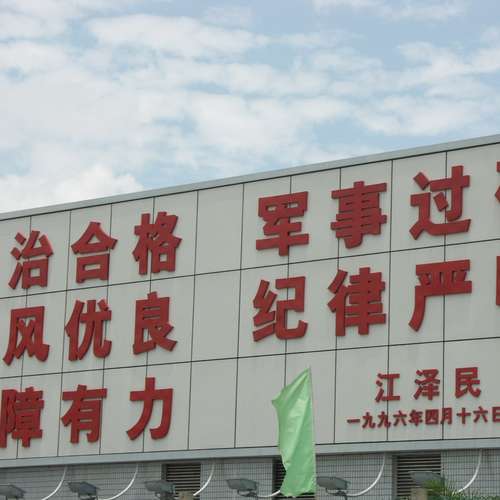 治合格 军事过
风优良 纪律严
障有力
江泽民
一九九六年四月十六日